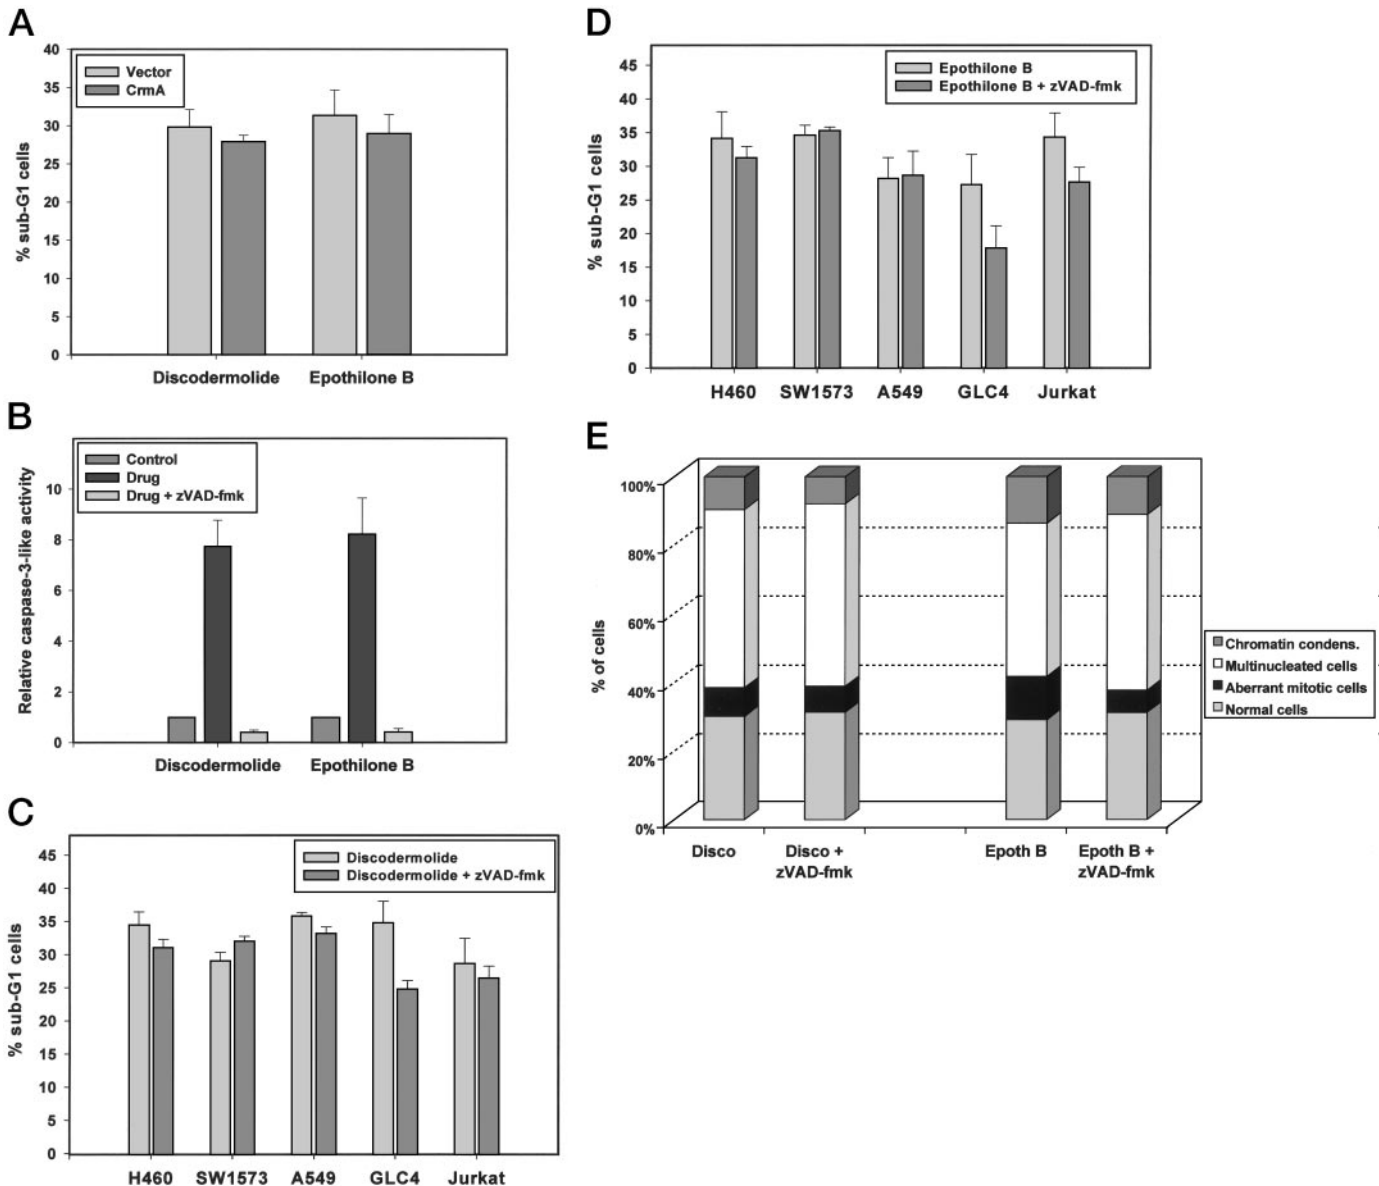 A
40
35
30
25
20
15
30
5
0
% sub-G1 cells
Vector
CrmA
Discodermolide
Epothilone B
B
10
8
6
4
2
0
Relative caspase-3-like activity
Control
Drug
Drug + zVAD-fmk
Discodermolide
Epothilone B
C
45
40
35
30
25
20
15
10
5
0
% sub-G1 cells
Discodermolide
Discodermolide + zVAD-fmk
H460
SW1573
A549
GLC4
Jurkat
D
45
40
35
30
25
20
15
10
5
0
% sub-G1 cells
Epothilone B
Epothilone B + zVAD-fmk
H460
SW1573
A549
GLC4
Jurkat
E
100%
80%
60%
40%
20%
0%
% of cells
Disco
Disco +
zVAD-fmk
Epoth B
Epoth B +
zVAD-fmk
Chromatin condens.
Multinucleated cells
Aberrant mitotic cells
Normal cells